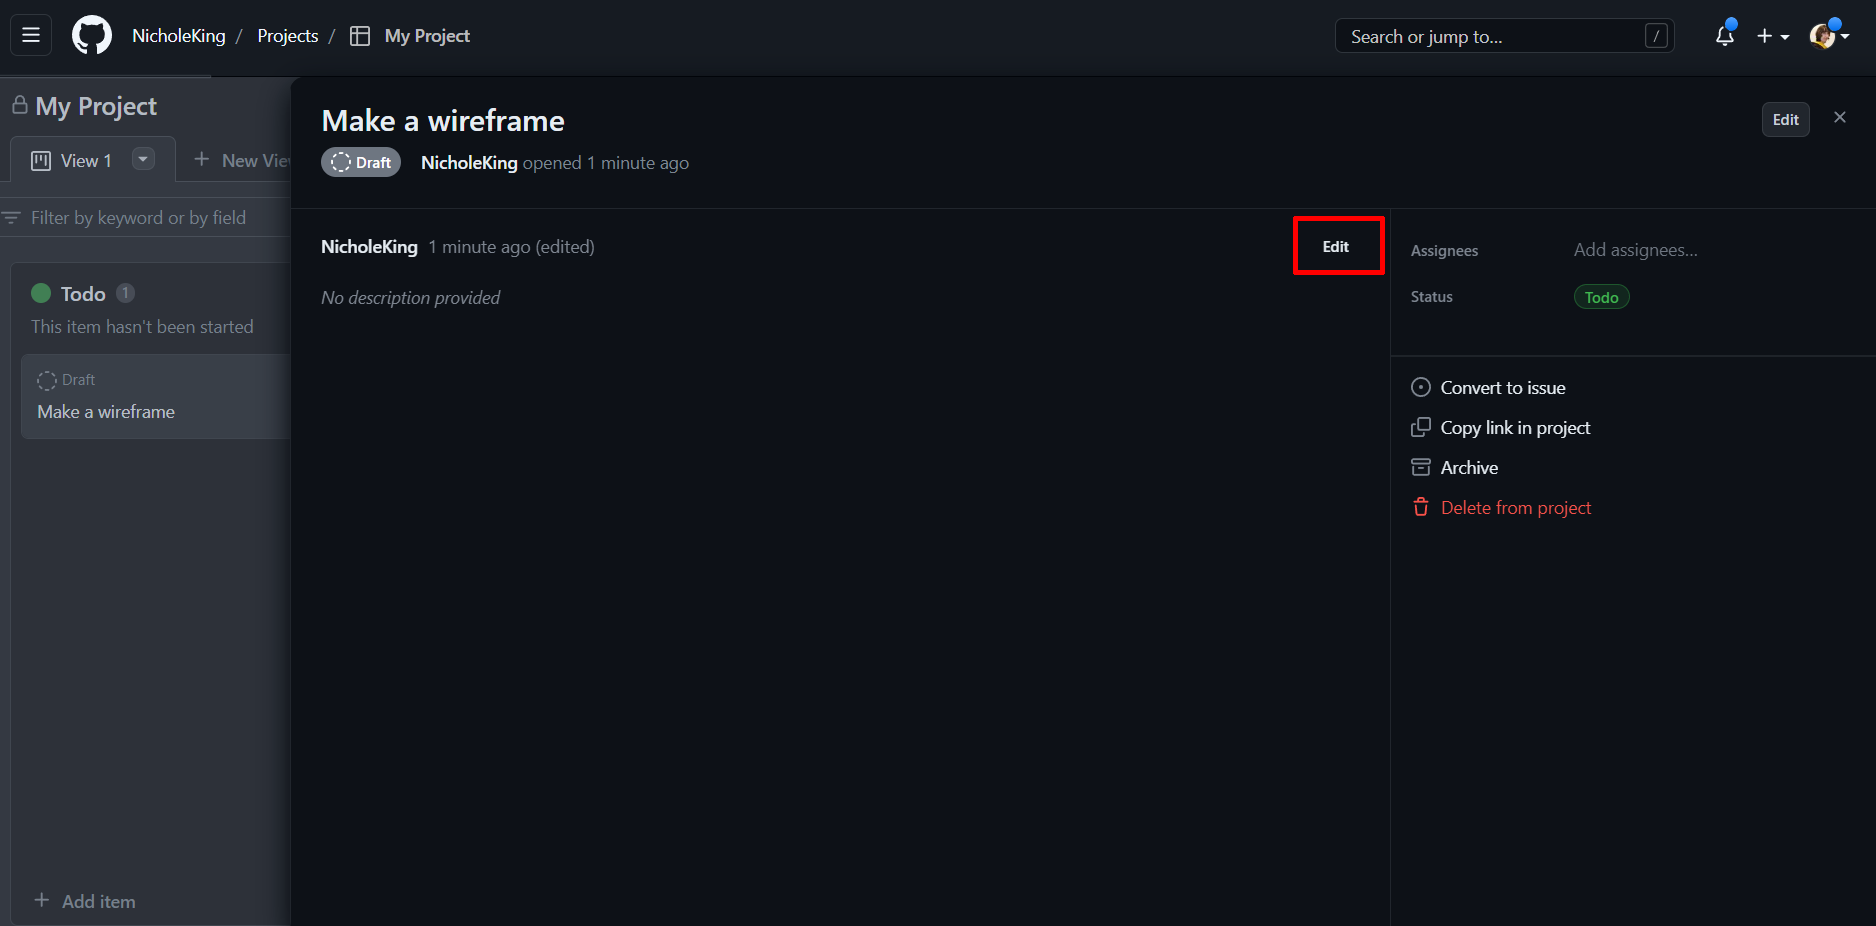 NicholeKing / Projects / My Project
Search or jump to... /
My Project
View 1
New Vie
Filter by keyword or by field
Todo 1
This item hasn't been started
Draft
Make a wireframe
Add item
Make a wireframe
Edit
Draft NicholeKing opened 1 minute ago
NicholeKing 1 minute ago (edited)
Edit
No description provided
Assignees Add assignees...
Status Todo
Convert to issue
Copy link in project
Archive
Delete from project